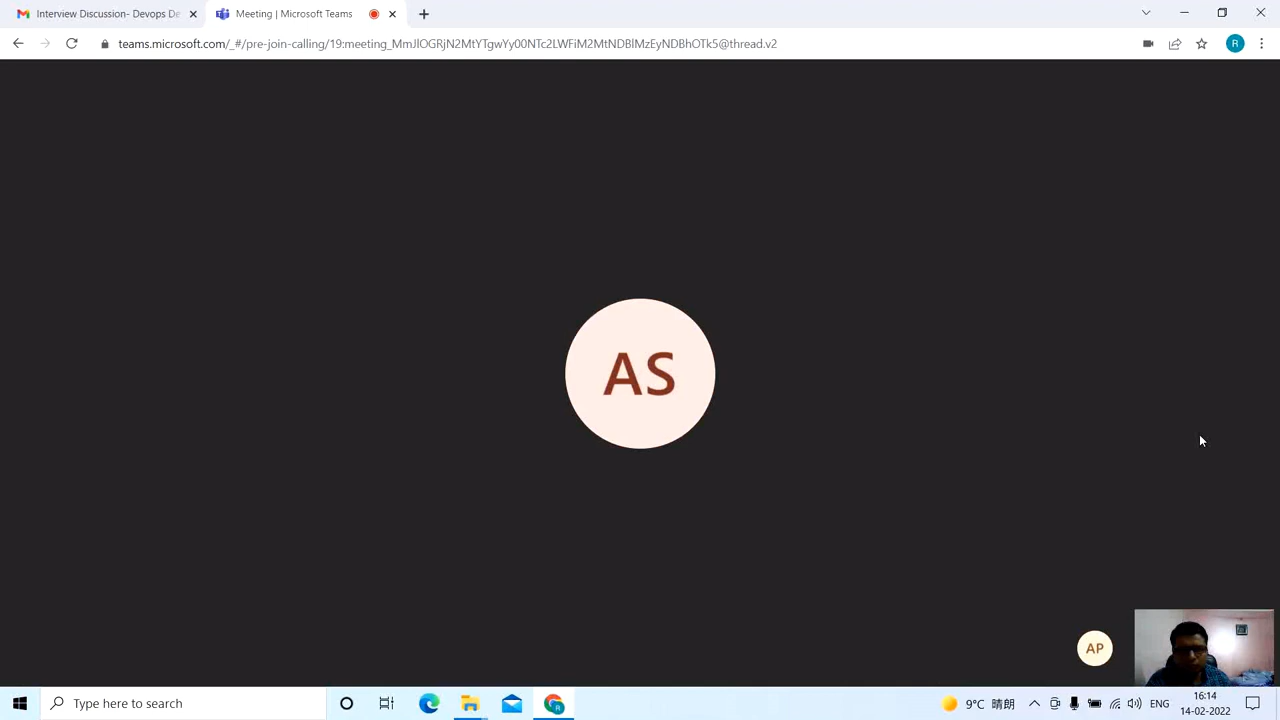 Interview Discussion- Devops De
Meeting | Microsoft Teams
teams.microsoft.com/_#/pre-join-calling/19:meeting_MmJlOGRjN2MtYTgwYy00NTc2LWFiM2MtNDBlMzEyNDBhOTk5@thread.v2
R
AS
AP
Type here to search
9°C 晴朗
ENG
16:14
14-02-2022